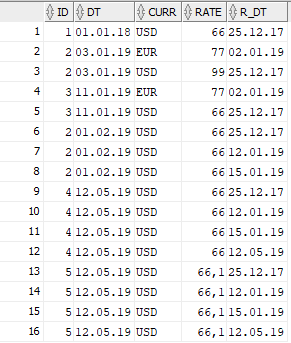 ID DT CURR RATE R_DT
1 1 01.01.18 USD 66 25.12.17
2 2 03.01.19 EUR 77 02.01.19
3 2 03.01.19 USD 99 25.12.17
4 3 11.01.19 EUR 77 02.01.19
5 3 11.01.19 USD 66 25.12.17
6 2 01.02.19 USD 66 25.12.17
7 2 01.02.19 USD 66 12.01.19
8 2 01.02.19 USD 66 15.01.19
9 4 12.05.19 USD 66 25.12.17
10 4 12.05.19 USD 66 12.01.19
11 4 12.05.19 USD 66 15.01.19
12 4 12.05.19 USD 66 12.05.19
13 5 12.05.19 USD 66,1 25.12.17
14 5 12.05.19 USD 66,1 12.01.19
15 5 12.05.19 USD 66,1 15.01.19
16 5 12.05.19 USD 66,1 12.05.19